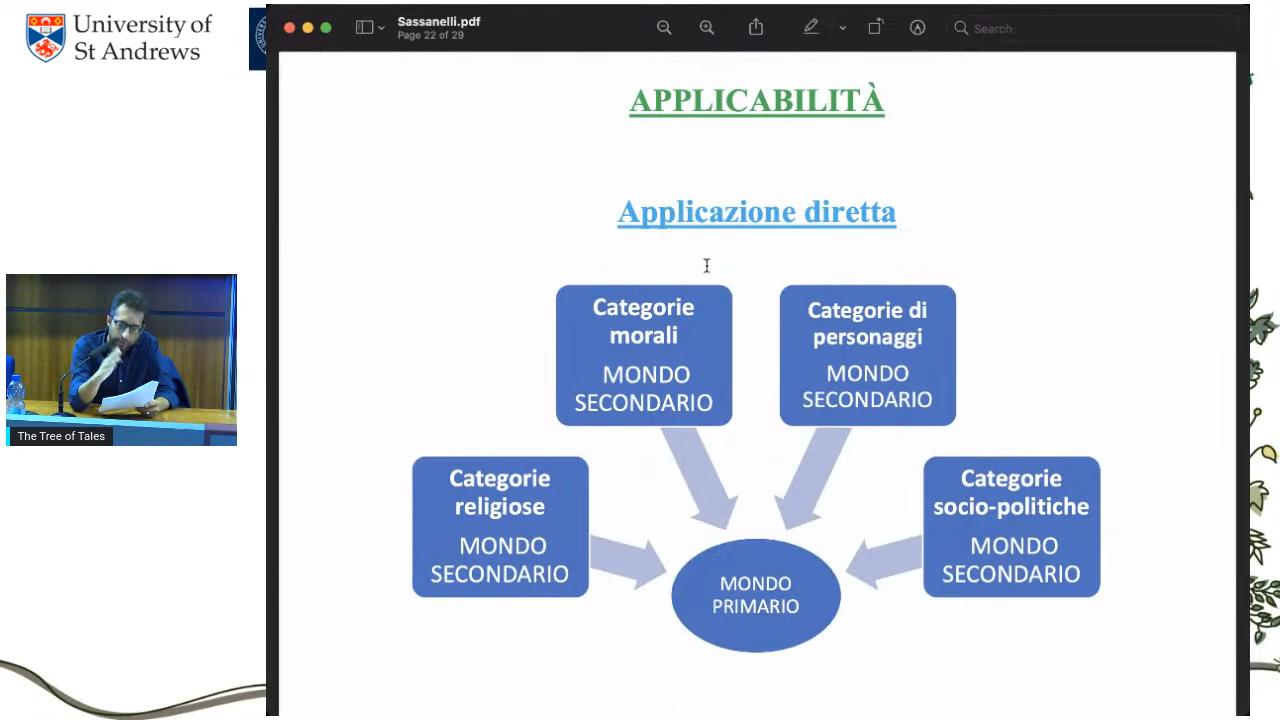 University of
St Andrews
Sassanelli.pdf
Page 22 of 29
Search
APPLICABILITÀ
Applicazione diretta
Categorie
morali
MONDO
SECONDARIO
Categorie di
personaggi
MONDO
SECONDARIO
Categorie
religiose
MONDO
SECONDARIO
Categorie
socio-politiche
MONDO
SECONDARIO
MONDO
PRIMARIO
The Tree of Tales